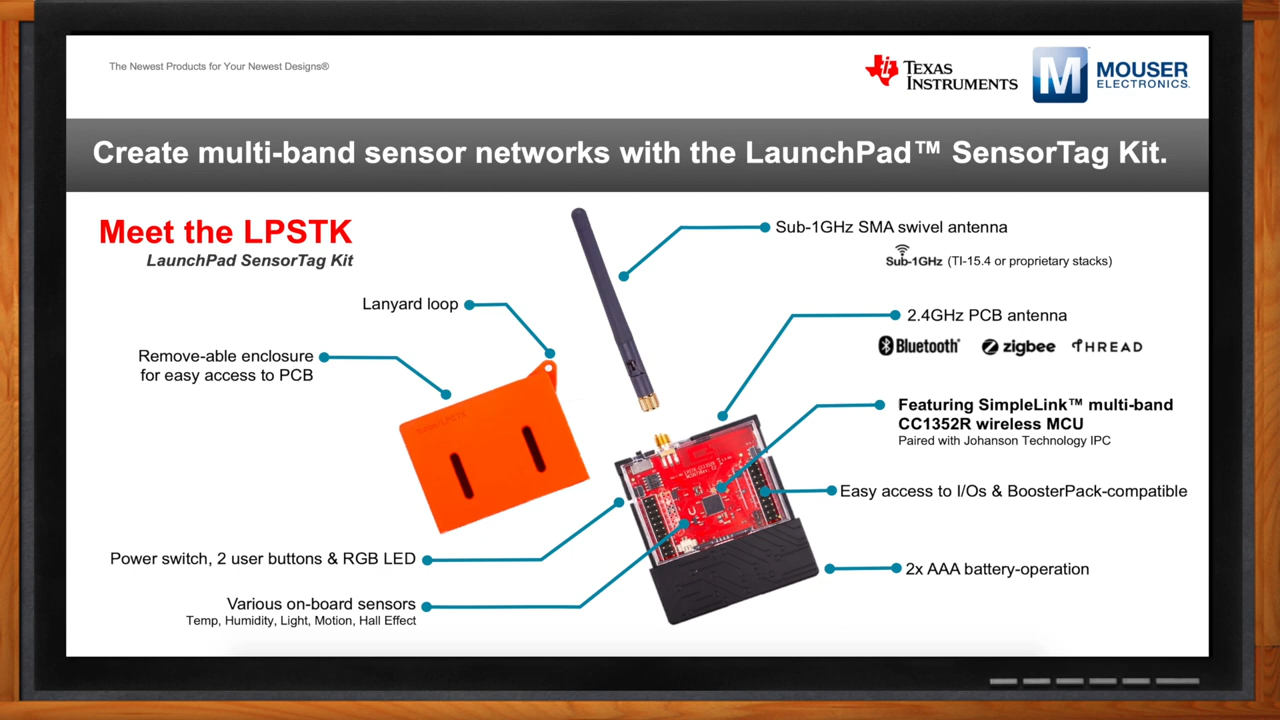 The Newest Products for Your Newest Designs®
TEXAS
INSTRUMENTS
M
MOUSER
ELECTRONICS.
Create multi-band sensor networks with the LaunchPad™ SensorTag Kit.
Meet the LPSTK
LaunchPad SensorTag Kit
Sub-1GHz SMA swivel antenna
Sub-1GHz (TI-15.4 or proprietary stacks)
Lanyard loop
2.4GHz PCB antenna
Bluetooth® zigbee THREAD
Remove-able enclosure
for easy access to PCB
Featuring SimpleLink™ multi-band
CC1352R wireless MCU
Paired with Johanson Technology IPC
Easy access to I/Os & BoosterPack-compatible
Power switch, 2 user buttons & RGB LED
2x AAA battery-operation
Various on-board sensors
Temp, Humidity, Light, Motion, Hall Effect